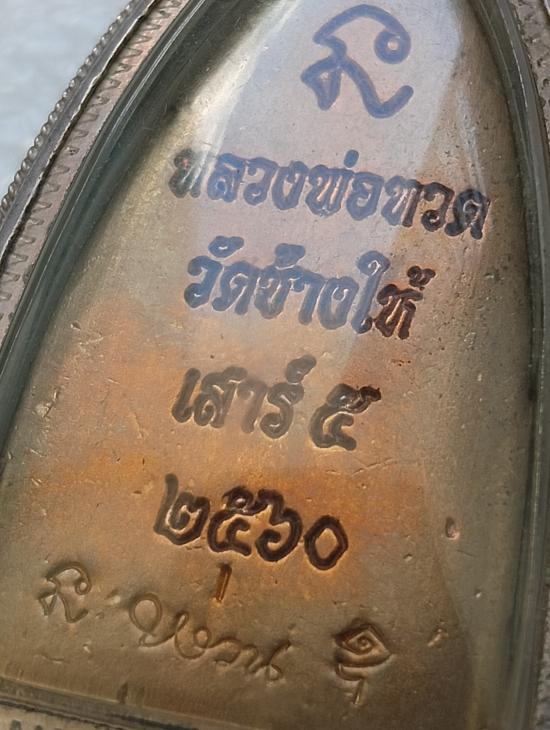 หลวงพ่อทวด
วัดช้างให้
เสาร์ ๕
๒๕๖๐